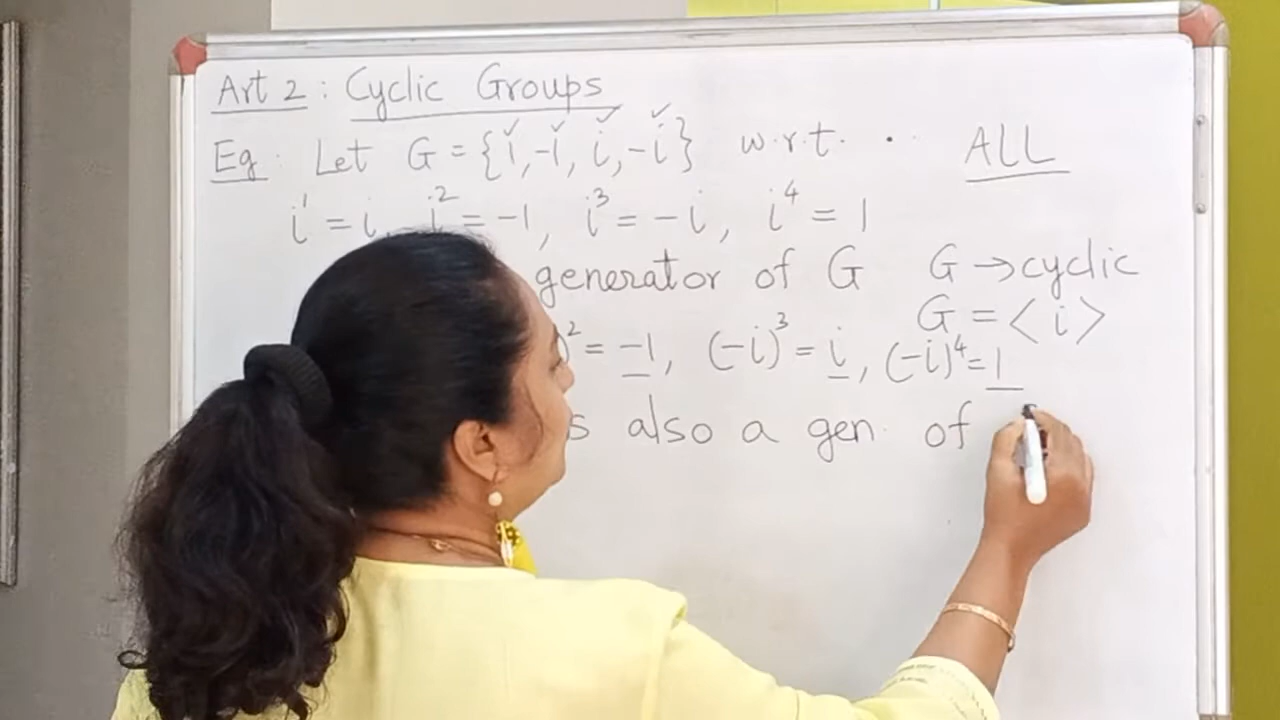 Art 2 : Cyclic Groups
Eg : Let G = {1, -1, i, -i} w.r.t. · ALL
i¹ = i, i² = -1, i³ = -i, i⁴ = 1
generator of G G → cyclic
G = < i >
)² = -1, (-i)³ = i, (-i)⁴ = 1
s also a gen. of